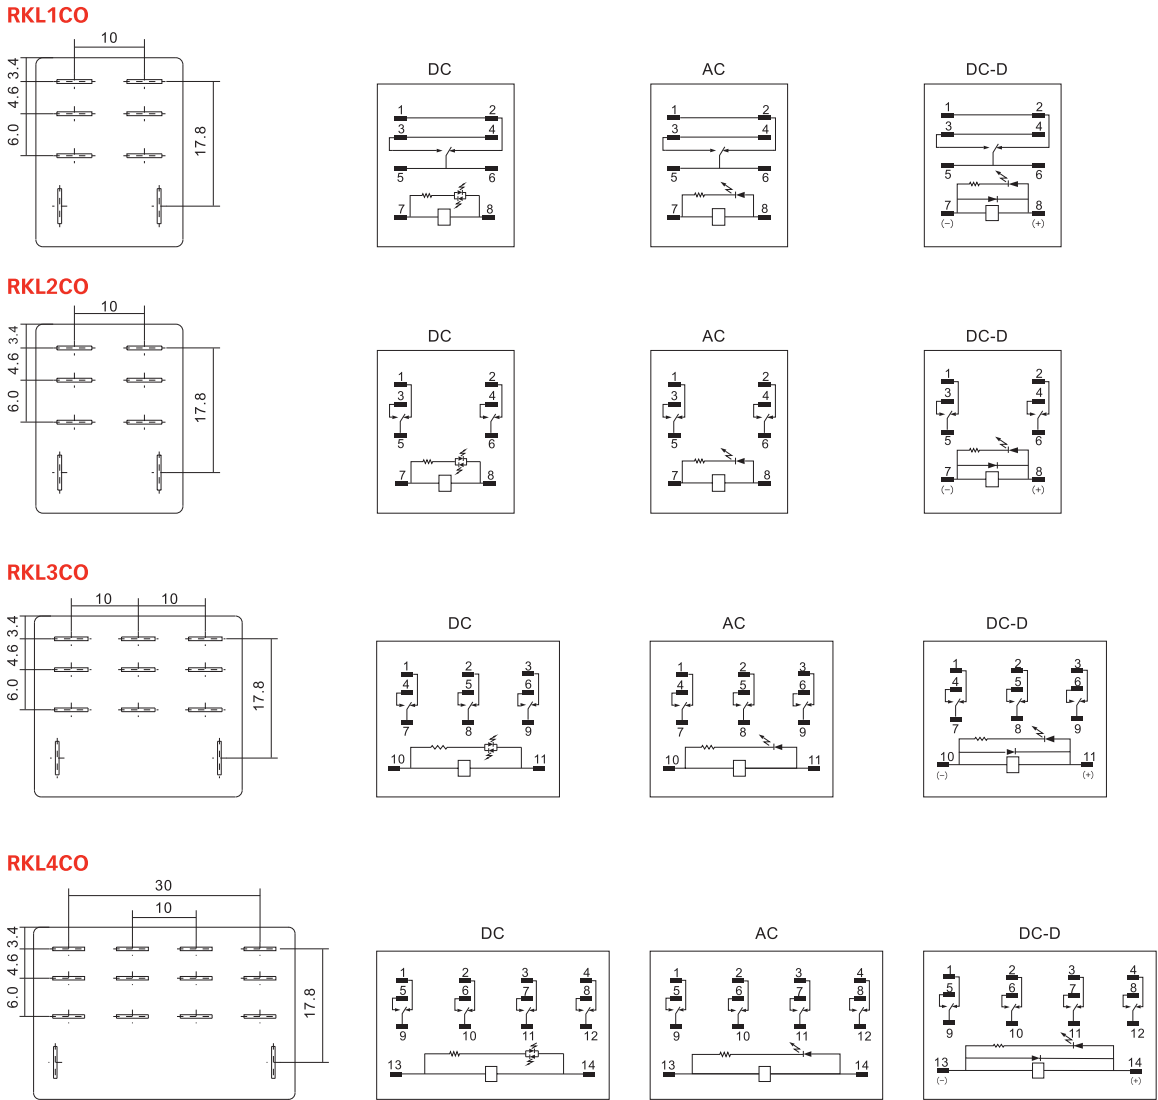 RKL1CO
10
3.4
4.6
6.0
17.8
DC
1 2
3 4
5 6
7 8
AC
1 2
3 4
5 6
7 8
DC-D
1 2
3 4
5 6
7 8
(−) (+)
RKL2CO
10
3.4
4.6
6.0
17.8
DC
1 2
3 4
5 6
7 8
AC
1 2
3 4
5 6
7 8
DC-D
1 2
3 4
5 6
7 8
(−) (+)
RKL3CO
10 10
3.4
4.6
6.0
17.8
DC
1 2 3
4 5 6
7 8 9
10 11
AC
1 2 3
4 5 6
7 8 9
10 11
DC-D
1 2 3
4 5 6
7 8 9
10 11
(−) (+)
RKL4CO
30
10
3.4
4.6
6.0
17.8
DC
1 2 3 4
5 6 7 8
9 10 11 12
13 14
AC
1 2 3 4
5 6 7 8
9 10 11 12
13 14
DC-D
1 2 3 4
5 6 7 8
9 10 11 12
13 14
(−) (+)